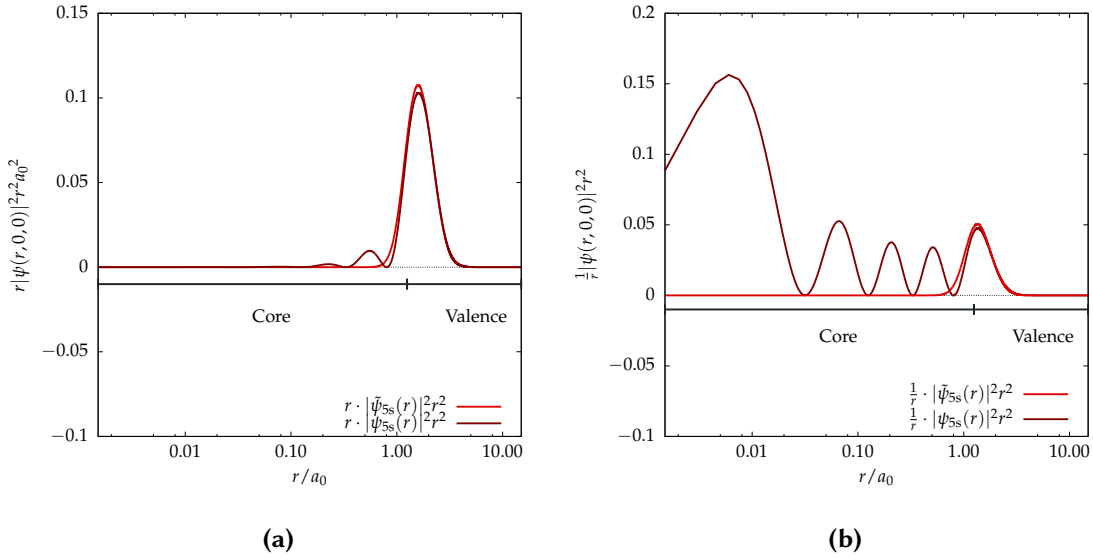 0.15
0.1
0.05
0
−0.05
−0.1
r|ψ(r,0,0)|²r²a₀²
Core
Valence
r · |ψ̃₅ₛ(r)|²r²
r · |ψ₅ₛ(r)|²r²
0.01 0.10 1.00 10.00
r/a₀
(a)
0.2
0.15
0.1
0.05
0
−0.05
−0.1
1/r|ψ(r,0,0)|²r²
Core
Valence
1/r · |ψ̃₅ₛ(r)|²r²
1/r · |ψ₅ₛ(r)|²r²
0.01 0.10 1.00 10.00
r/a₀
(b)